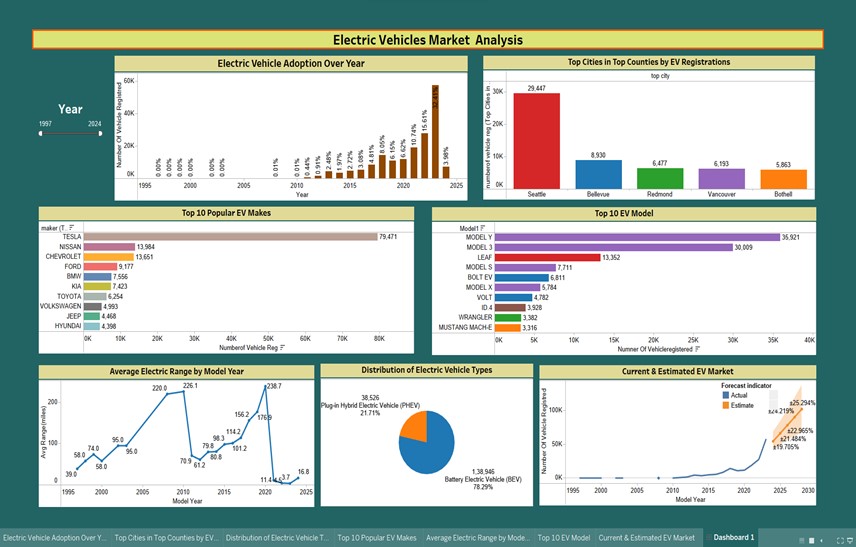 Electric Vehicles Market Analysis
Year
1997 2024
Electric Vehicle Adoption Over Year
Number Of Vehicle Registred
60K
40K
20K
0K
0.00% 0.00% 0.00% 0.00% 0.00% 0.00% 0.01% 0.01% 0.44% 0.91% 2.48% 1.97% 2.72% 3.08% 4.81% 8.05% 6.15% 6.62% 10.74% 15.61% 3.98%
1995 2000 2005 2010 2015 2020 2025
Year
Top Cities in Top Counties by EV Registrations
top city
numberd vehicle reg (Top Cities in ..
30K
20K
10K
0K
29,447
8,930
6,477
6,193
5,863
Seattle Bellevue Redmond Vancouver Bothell
Top 10 Popular EV Makes
maker (T..
TESLA 79,471
NISSAN 13,984
CHEVROLET 13,651
FORD 9,177
BMW 7,556
KIA 7,423
TOYOTA 6,254
VOLKSWAGEN 4,993
JEEP 4,468
HYUNDAI 4,398
0K 10K 20K 30K 40K 50K 60K 70K 80K
Numberof Vehicle Reg
Top 10 EV Model
Model1
MODEL Y 35,921
MODEL 3 30,009
LEAF 13,352
MODEL S 7,711
BOLT EV 6,811
MODEL X 5,784
VOLT 4,782
ID 4 3,928
WRANGLER 3,382
MUSTANG MACH-E 3,316
0K 5K 10K 15K 20K 25K 30K 35K 40K
Numner Of Vehicleregistered
Average Electric Range by Model Year
Avg Range(miles)
200
100
0
39.0
58.0
74.0
58.0
95.0
95.0
220.0
226.1
70.9
61.2
79.8
80.8
98.3
114.2
101.2
156.2
176.9
238.7
11.4
3.7
16.8
1995 2000 2005 2010 2015 2020 2025
Model Year
Distribution of Electric Vehicle Types
38,526
Plug-in Hybrid Electric Vehicle (PHEV)
21.71%
1,38,946
Battery Electric Vehicle (BEV)
78.29%
Current & Estimated EV Market
Forecast indicator
Actual
Estimate
Number Of Vehicle Registred
100K
50K
0K
±25.294%
±24.219%
±22.965%
±21.484%
±19.705%
1995 2000 2005 2010 2015 2020 2025 2030
Model Year
Electric Vehicle Adoption Over Y... Top Cities in Top Counties by EV... Distribution of Electric Vehicle T... Top 10 Popular EV Makes Average Electric Range by Mode... Top 10 EV Model Current & Estimated EV Market Dashboard 1